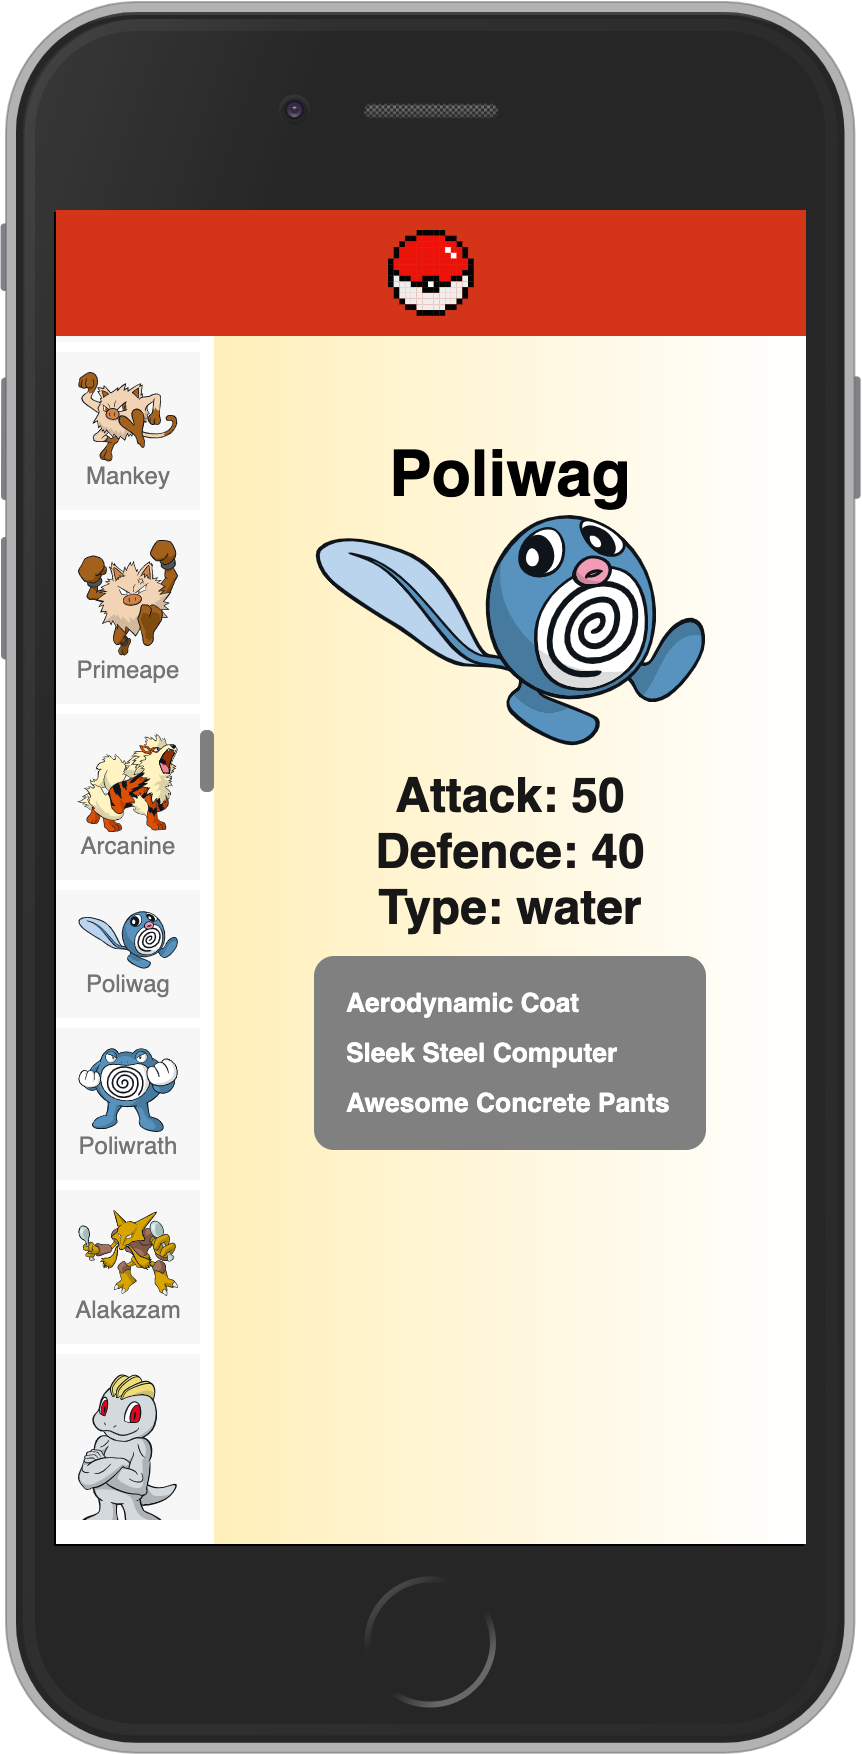 Mankey
Primeape
Arcanine
Poliwag
Poliwrath
Alakazam
Poliwag
Attack: 50
Defence: 40
Type: water
Aerodynamic Coat
Sleek Steel Computer
Awesome Concrete Pants